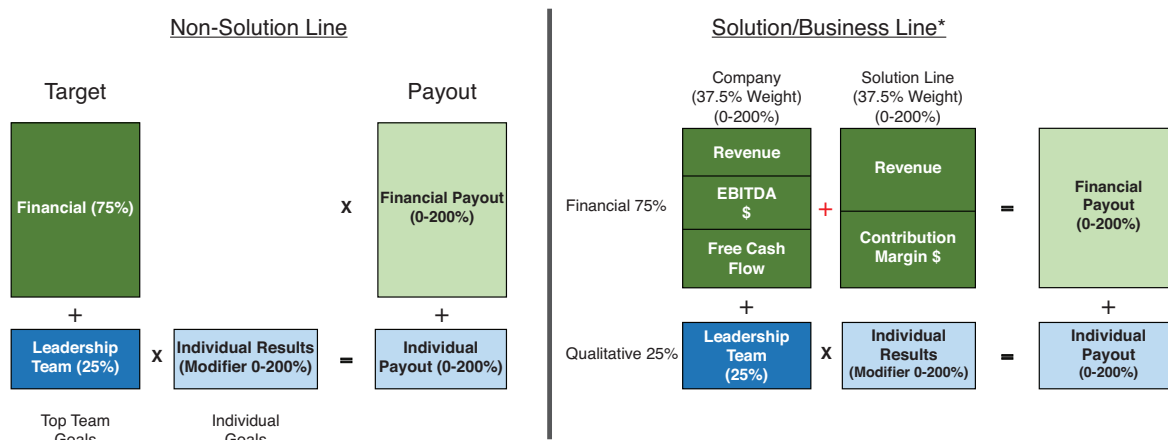 Non-Solution Line
Target
Payout
Financial (75%)
X
Financial Payout
(0-200%)
+
+
Leadership
Team (25%)
X
Individual Results
(Modifier 0-200%)
=
Individual
Payout (0-200%)
Top Team
Goals
Individual
Goals
Solution/Business Line*
Company
(37.5% Weight)
(0-200%)
Solution Line
(37.5% Weight)
(0-200%)
Financial 75%
Revenue
EBITDA
$
Free Cash
Flow
+
Revenue
Contribution
Margin $
=
Financial
Payout
(0-200%)
+
+
Qualitative 25%
Leadership
Team
(25%)
X
Individual
Results
(Modifier 0-200%)
=
Individual
Payout
(0-200%)